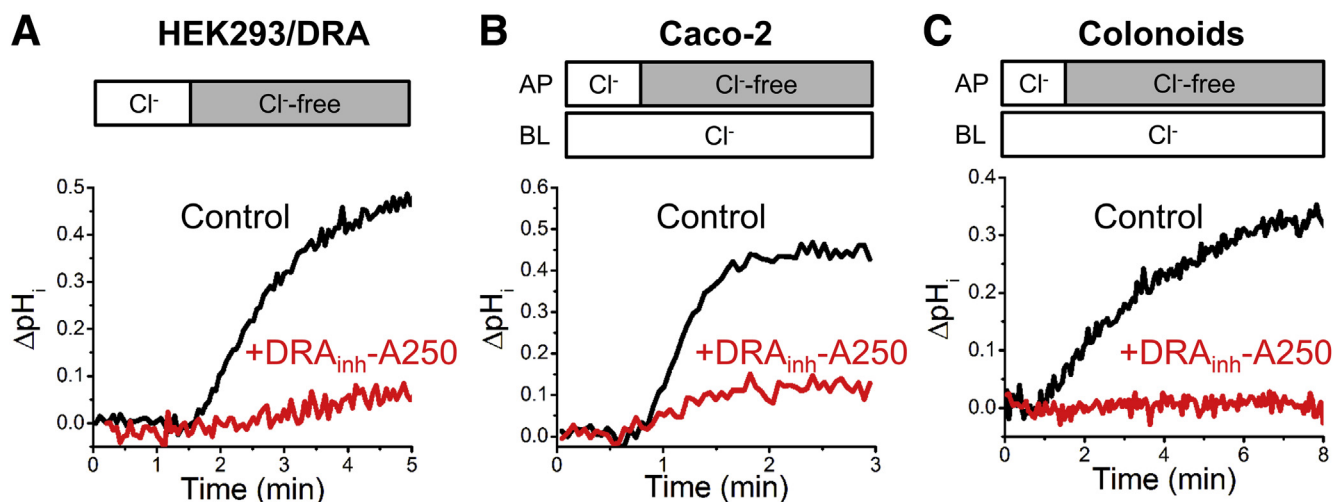 A HEK293/DRA
Cl⁻ Cl⁻-free
0.5
0.4
0.3
0.2
0.1
0.0
ΔpHᵢ
Control
+DRAᵢₙₕ-A250
0 1 2 3 4 5
Time (min)
B Caco-2
AP Cl⁻ Cl⁻-free
BL Cl⁻
0.6
0.5
0.4
0.3
0.2
0.1
0.0
ΔpHᵢ
Control
+DRAᵢₙₕ-A250
0 1 2 3
Time (min)
C Colonoids
AP Cl⁻ Cl⁻-free
BL Cl⁻
0.4
0.3
0.2
0.1
0.0
ΔpHᵢ
Control
+DRAᵢₙₕ-A250
0 2 4 6 8
Time (min)